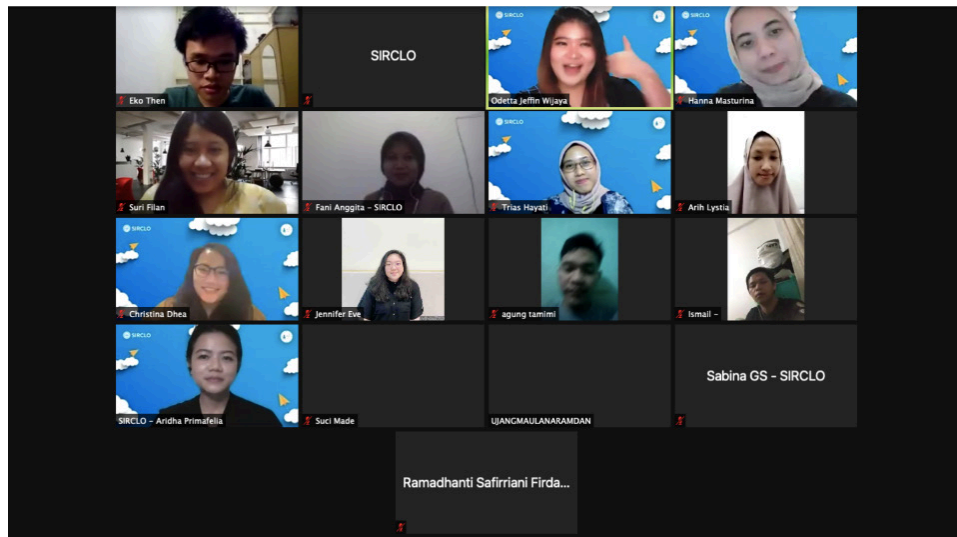 SIRCLO
Eko Then
SIRCLO
SIRCLO
Odetta Jeffin Wijaya
SIRCLO
Hanna Masturina
Suri Filan
Fani Anggita - SIRCLO
SIRCLO
Trias Hayati
Arih Lystia
SIRCLO
Christina Dhea
Jennifer Eve
agung tamimi
Ismail -
SIRCLO
SIRCLO - Aridha Primafelia
Suci Made
UJANGMAULANARAMDAN
Sabina GS - SIRCLO
Ramadhanti Safirriani Firda...